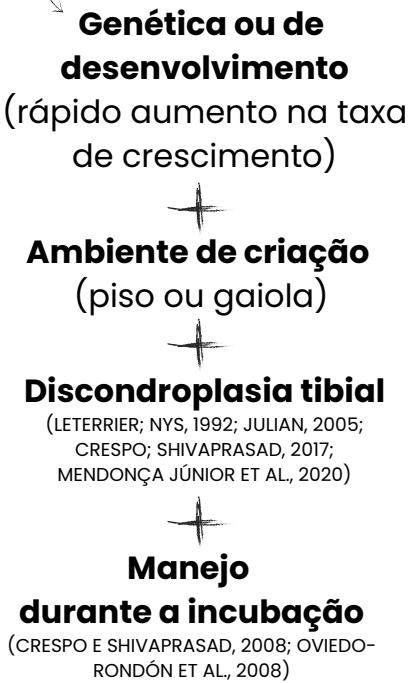 Genética ou de
desenvolvimento
(rápido aumento na taxa
de crescimento)
Ambiente de criação
(piso ou gaiola)
Discondroplasia tibial
(LETERRIER; NYS, 1992; JULIAN, 2005;
CRESPO; SHIVAPRASAD, 2017;
MENDONÇA JÚNIOR ET AL., 2020)
Manejo
durante a incubação
(CRESPO E SHIVAPRASAD, 2008; OVIEDO-
RONDÓN ET AL., 2008)